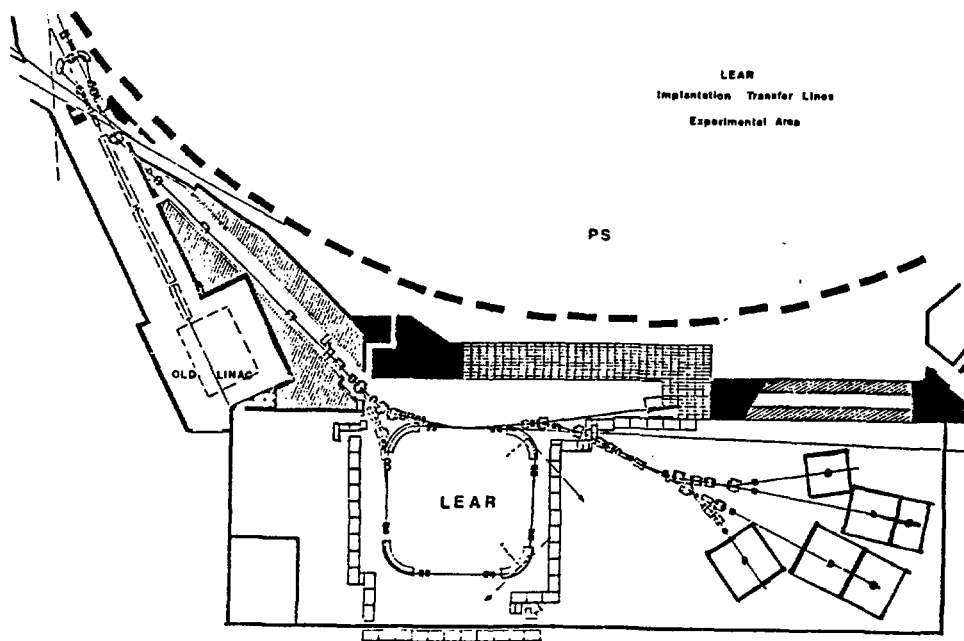 LEAR
Implantation Transfer Lines
Experimental Area
PS
OLD LINAC
LEAR